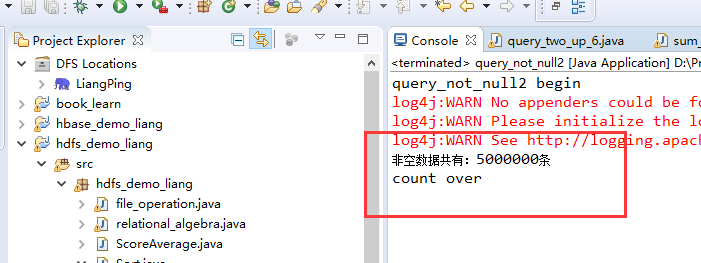 Project Explorer
DFS Locations
LiangPing
book_learn
hbase_demo_liang
hdfs_demo_liang
src
hdfs_demo_liang
file_operation.java
relational_algebra.java
ScoreAverage.java
Console
query_two_up_6.java
sum_
<terminated> query_not_null2 [Java Application] D:\Pr
query_not_null2 begin
log4j:WARN No appenders could be fo
log4j:WARN Please initialize the lo
log4j:WARN See http://logging.apach
非空数据共有：5000000条
count over